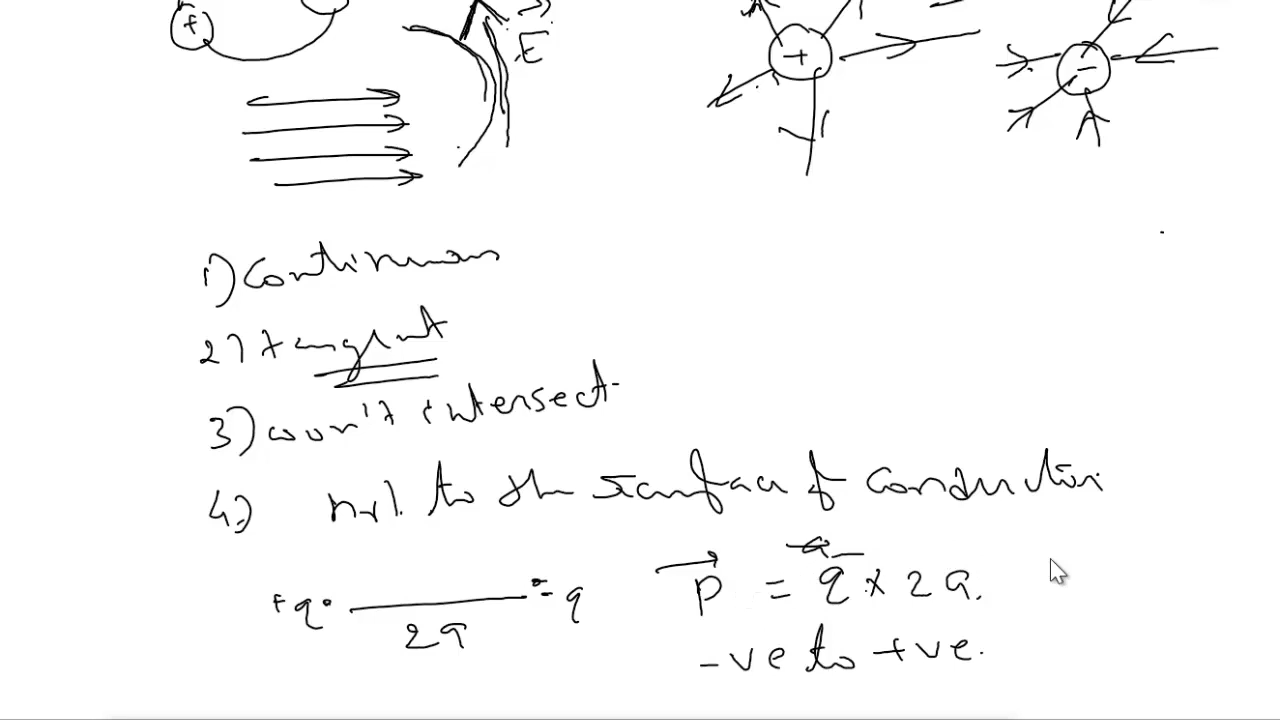 +
E
+
-
1) Continuous
2) tangent
3) won't intersect
4) nrl. to the surface of conductor.
+q
-q
2a
p = q × 2a.
-ve to +ve.